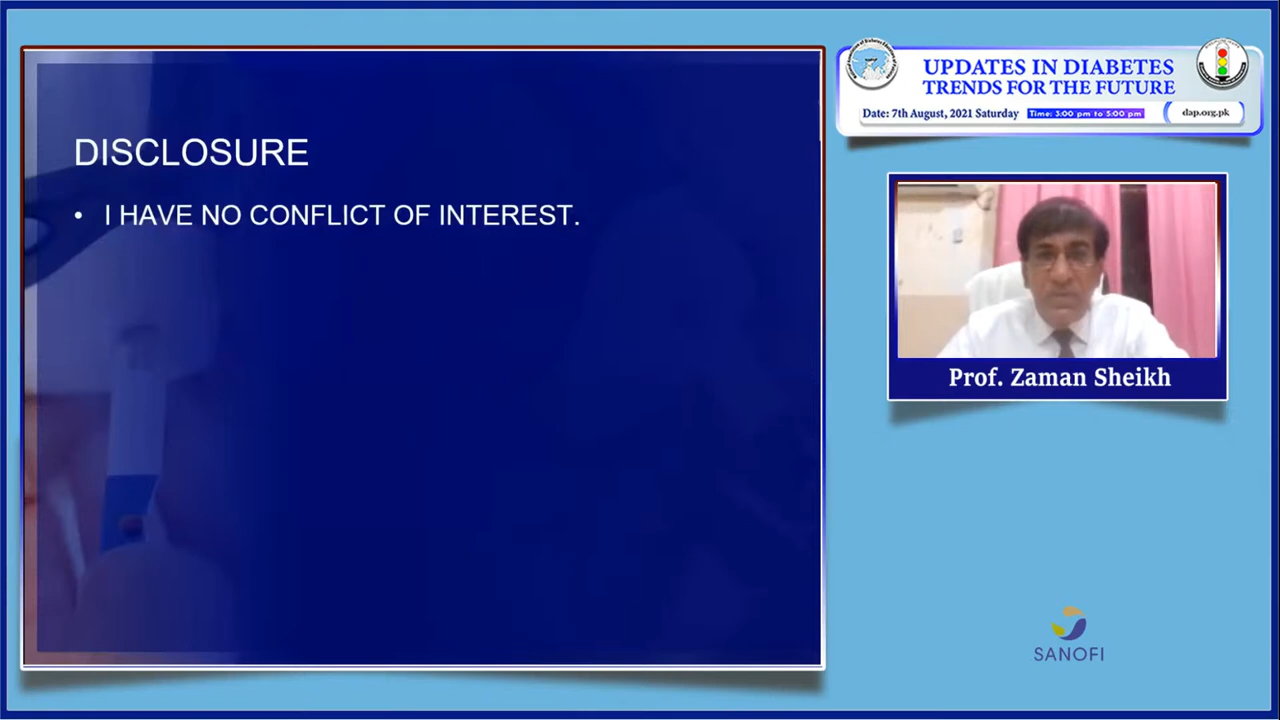 DISCLOSURE
• I HAVE NO CONFLICT OF INTEREST.
UPDATES IN DIABETES
TRENDS FOR THE FUTURE
Date: 7th August, 2021 Saturday
Time: 3:00 pm to 5:00 pm
dap.org.pk
Prof. Zaman Sheikh
SANOFI